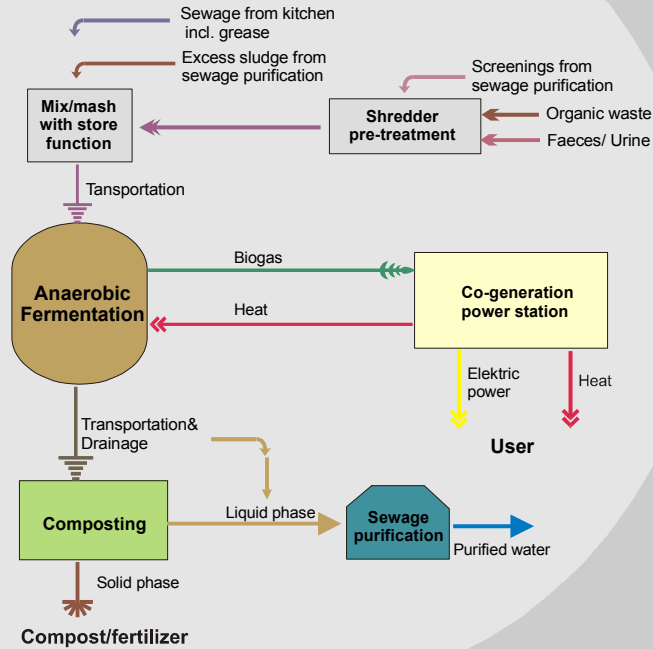 Sewage from kitchen
incl. grease
Excess sludge from
sewage purification
Screenings from
sewage purification
Mix/mash
with store
function
Shredder
pre-treatment
Organic waste
Faeces/ Urine
Tansportation
Biogas
Anaerobic
Fermentation
Heat
Co-generation
power station
Elektric
power
Heat
User
Transportation&
Drainage
Composting
Liquid phase
Sewage
purification
Purified water
Solid phase
Compost/fertilizer